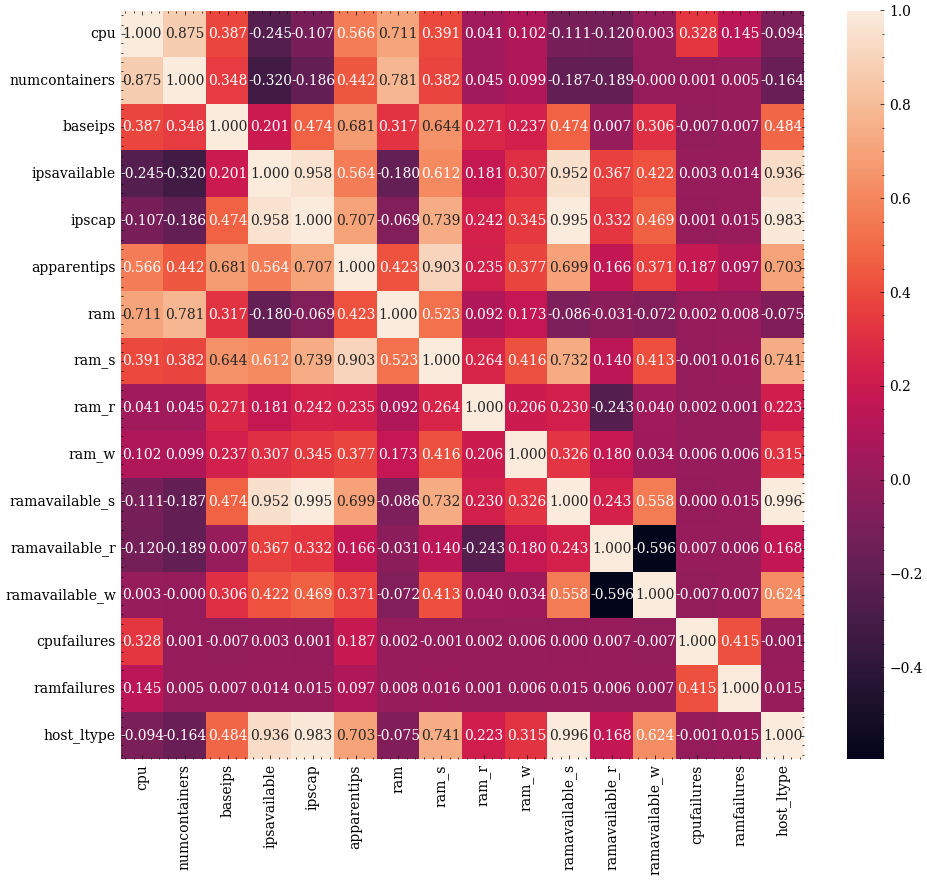 cpu 1.000 0.875 0.387 -0.245 -0.107 0.566 0.711 0.391 0.041 0.102 -0.111 -0.120 0.003 0.328 0.145 -0.094
numcontainers 0.875 1.000 0.348 -0.320 -0.186 0.442 0.781 0.382 0.045 0.099 -0.187 -0.189 -0.000 0.001 0.005 -0.164
baseips 0.387 0.348 1.000 0.201 0.474 0.681 0.317 0.644 0.271 0.237 0.474 0.007 0.306 -0.007 0.007 0.484
ipsavailable -0.245 -0.320 0.201 1.000 0.958 0.564 -0.180 0.612 0.181 0.307 0.952 0.367 0.422 0.003 0.014 0.936
ipscap -0.107 -0.186 0.474 0.958 1.000 0.707 -0.069 0.739 0.242 0.345 0.995 0.332 0.469 0.001 0.015 0.983
apparentips 0.566 0.442 0.681 0.564 0.707 1.000 0.423 0.903 0.235 0.377 0.699 0.166 0.371 0.187 0.097 0.703
ram 0.711 0.781 0.317 -0.180 -0.069 0.423 1.000 0.523 0.092 0.173 -0.086 -0.031 -0.072 0.002 0.008 -0.075
ram_s 0.391 0.382 0.644 0.612 0.739 0.903 0.523 1.000 0.264 0.416 0.732 0.140 0.413 -0.001 0.016 0.741
ram_r 0.041 0.045 0.271 0.181 0.242 0.235 0.092 0.264 1.000 0.206 0.230 -0.243 0.040 0.002 0.001 0.223
ram_w 0.102 0.099 0.237 0.307 0.345 0.377 0.173 0.416 0.206 1.000 0.326 0.180 0.034 0.006 0.006 0.315
ramavailable_s -0.111 -0.187 0.474 0.952 0.995 0.699 -0.086 0.732 0.230 0.326 1.000 0.243 0.558 0.000 0.015 0.996
ramavailable_r -0.120 -0.189 0.007 0.367 0.332 0.166 -0.031 0.140 -0.243 0.180 0.243 1.000 -0.596 0.007 0.006 0.168
ramavailable_w 0.003 -0.000 0.306 0.422 0.469 0.371 -0.072 0.413 0.040 0.034 0.558 -0.596 1.000 -0.007 0.007 0.624
cpufailures 0.328 0.001 -0.007 0.003 0.001 0.187 0.002 -0.001 0.002 0.006 0.000 0.007 -0.007 1.000 0.415 -0.001
ramfailures 0.145 0.005 0.007 0.014 0.015 0.097 0.008 0.016 0.001 0.006 0.015 0.006 0.007 0.415 1.000 0.015
host_ltype -0.094 -0.164 0.484 0.936 0.983 0.703 -0.075 0.741 0.223 0.315 0.996 0.168 0.624 -0.001 0.015 1.000
cpu
numcontainers
baseips
ipsavailable
ipscap
apparentips
ram
ram_s
ram_r
ram_w
ramavailable_s
ramavailable_r
ramavailable_w
cpufailures
ramfailures
host_ltype
1.0
0.8
0.6
0.4
0.2
0.0
−0.2
−0.4